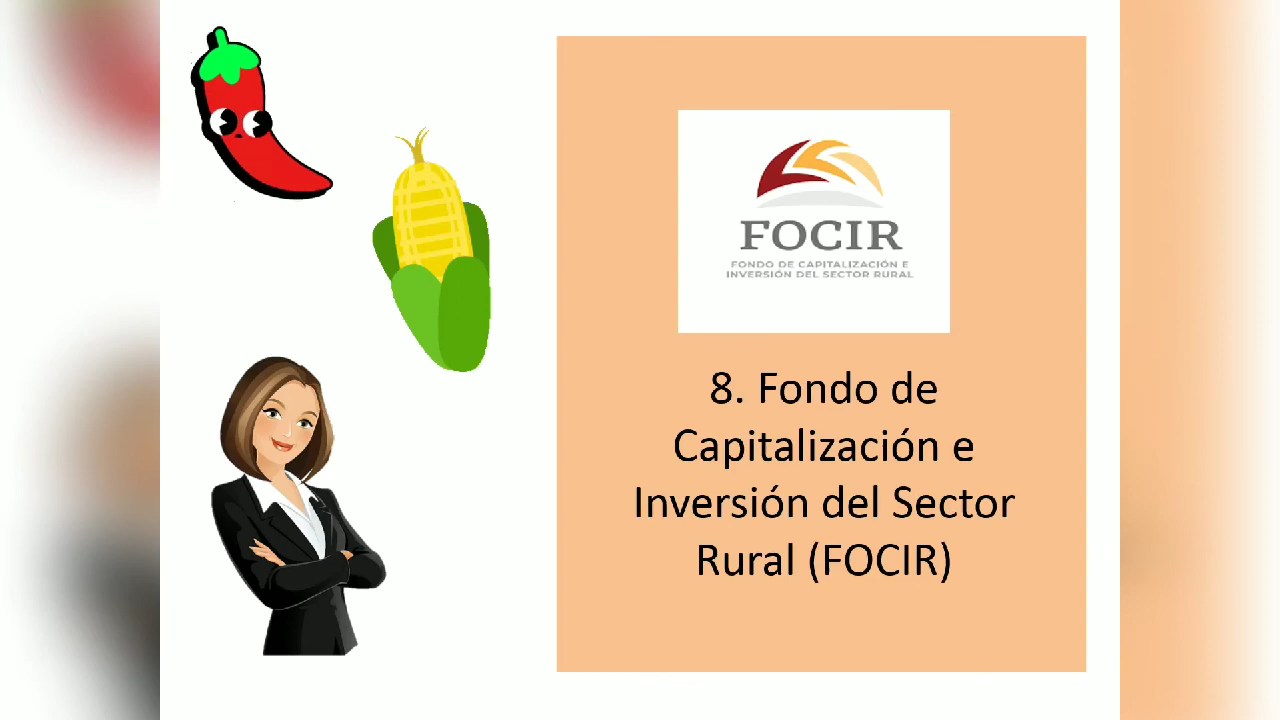 FOCIR
FONDO DE CAPITALIZACIÓN E
INVERSIÓN DEL SECTOR RURAL
8. Fondo de
Capitalización e
Inversión del Sector
Rural (FOCIR)